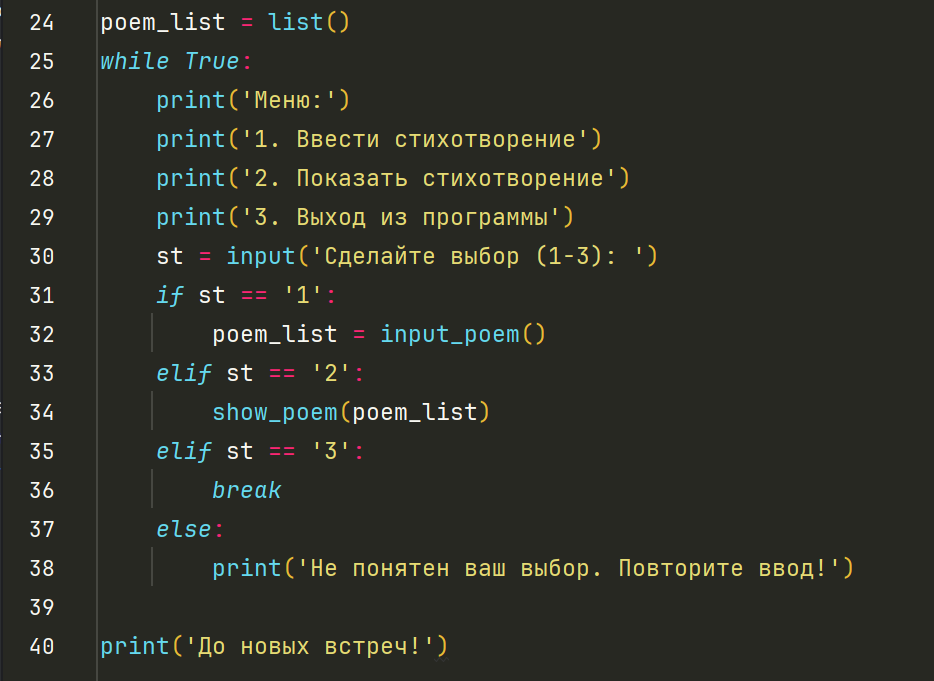 24 poem_list = list()
25 while True:
26     print('Меню:')
27     print('1. Ввести стихотворение')
28     print('2. Показать стихотворение')
29     print('3. Выход из программы')
30     st = input('Сделайте выбор (1-3): ')
31     if st == '1':
32         poem_list = input_poem()
33     elif st == '2':
34         show_poem(poem_list)
35     elif st == '3':
36         break
37     else:
38         print('Не понятен ваш выбор. Повторите ввод!')
39
40 print('До новых встреч!')